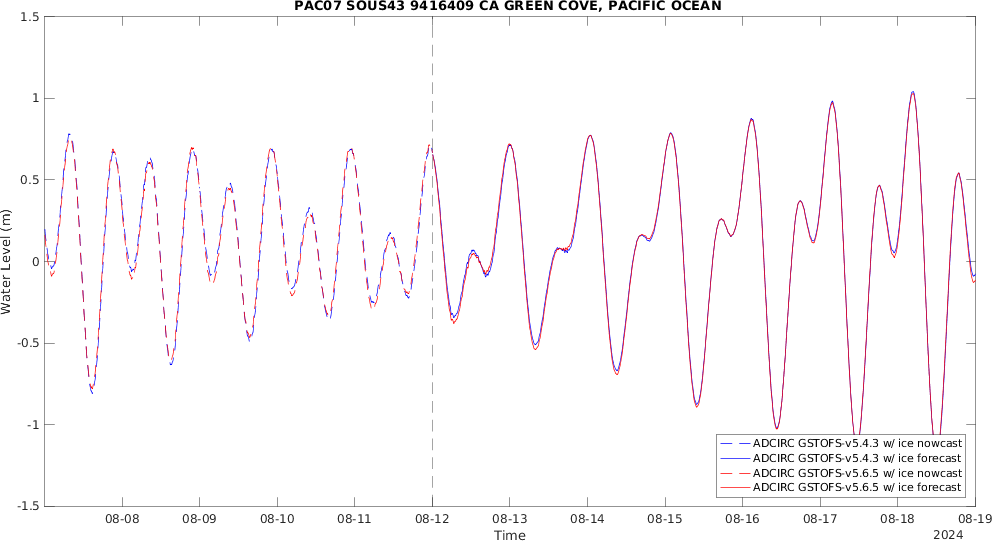 PAC07 SOUS43 9416409 CA GREEN COVE, PACIFIC OCEAN
1.5
1
0.5
0
-0.5
-1
-1.5
Water Level (m)
ADCIRC GSTOFS-v5.4.3 w/ ice nowcast
ADCIRC GSTOFS-v5.4.3 w/ ice forecast
ADCIRC GSTOFS-v5.6.5 w/ ice nowcast
ADCIRC GSTOFS-v5.6.5 w/ ice forecast
08-08 08-09 08-10 08-11 08-12 08-13 08-14 08-15 08-16 08-17 08-18 08-19
Time
2024